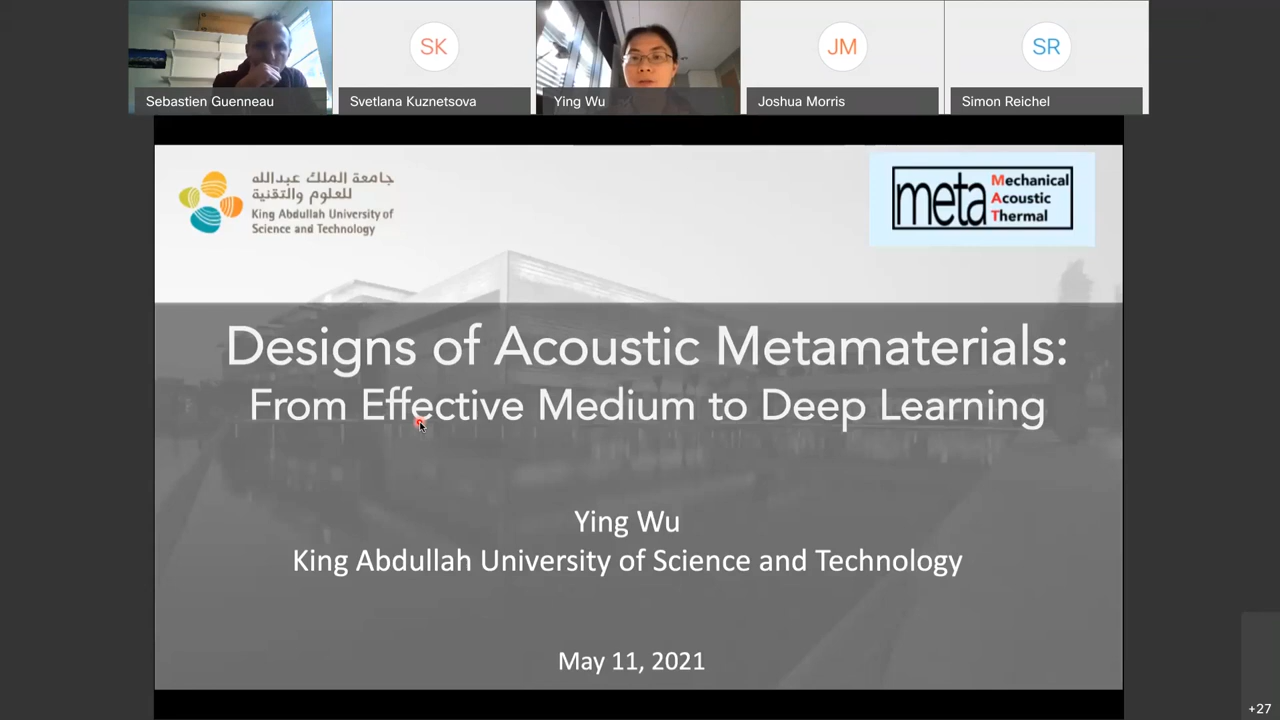 SK
JM
SR
Sebastien Guenneau
Svetlana Kuznetsova
Ying Wu
Joshua Morris
Simon Reichel
جامعة الملك عبدالله
للعلوم والتقنية
King Abdullah University of
Science and Technology
meta
Mechanical
Acoustic
Thermal
Designs of Acoustic Metamaterials:
From Effective Medium to Deep Learning
Ying Wu
King Abdullah University of Science and Technology
May 11, 2021
+27